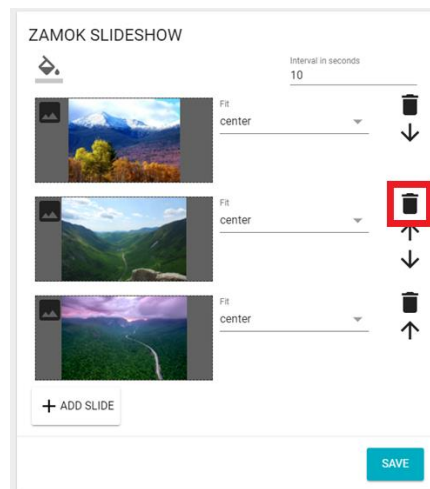 ZAMOK SLIDESHOW
Interval in seconds
10
Fit
center
Fit
center
Fit
center
ADD SLIDE
SAVE